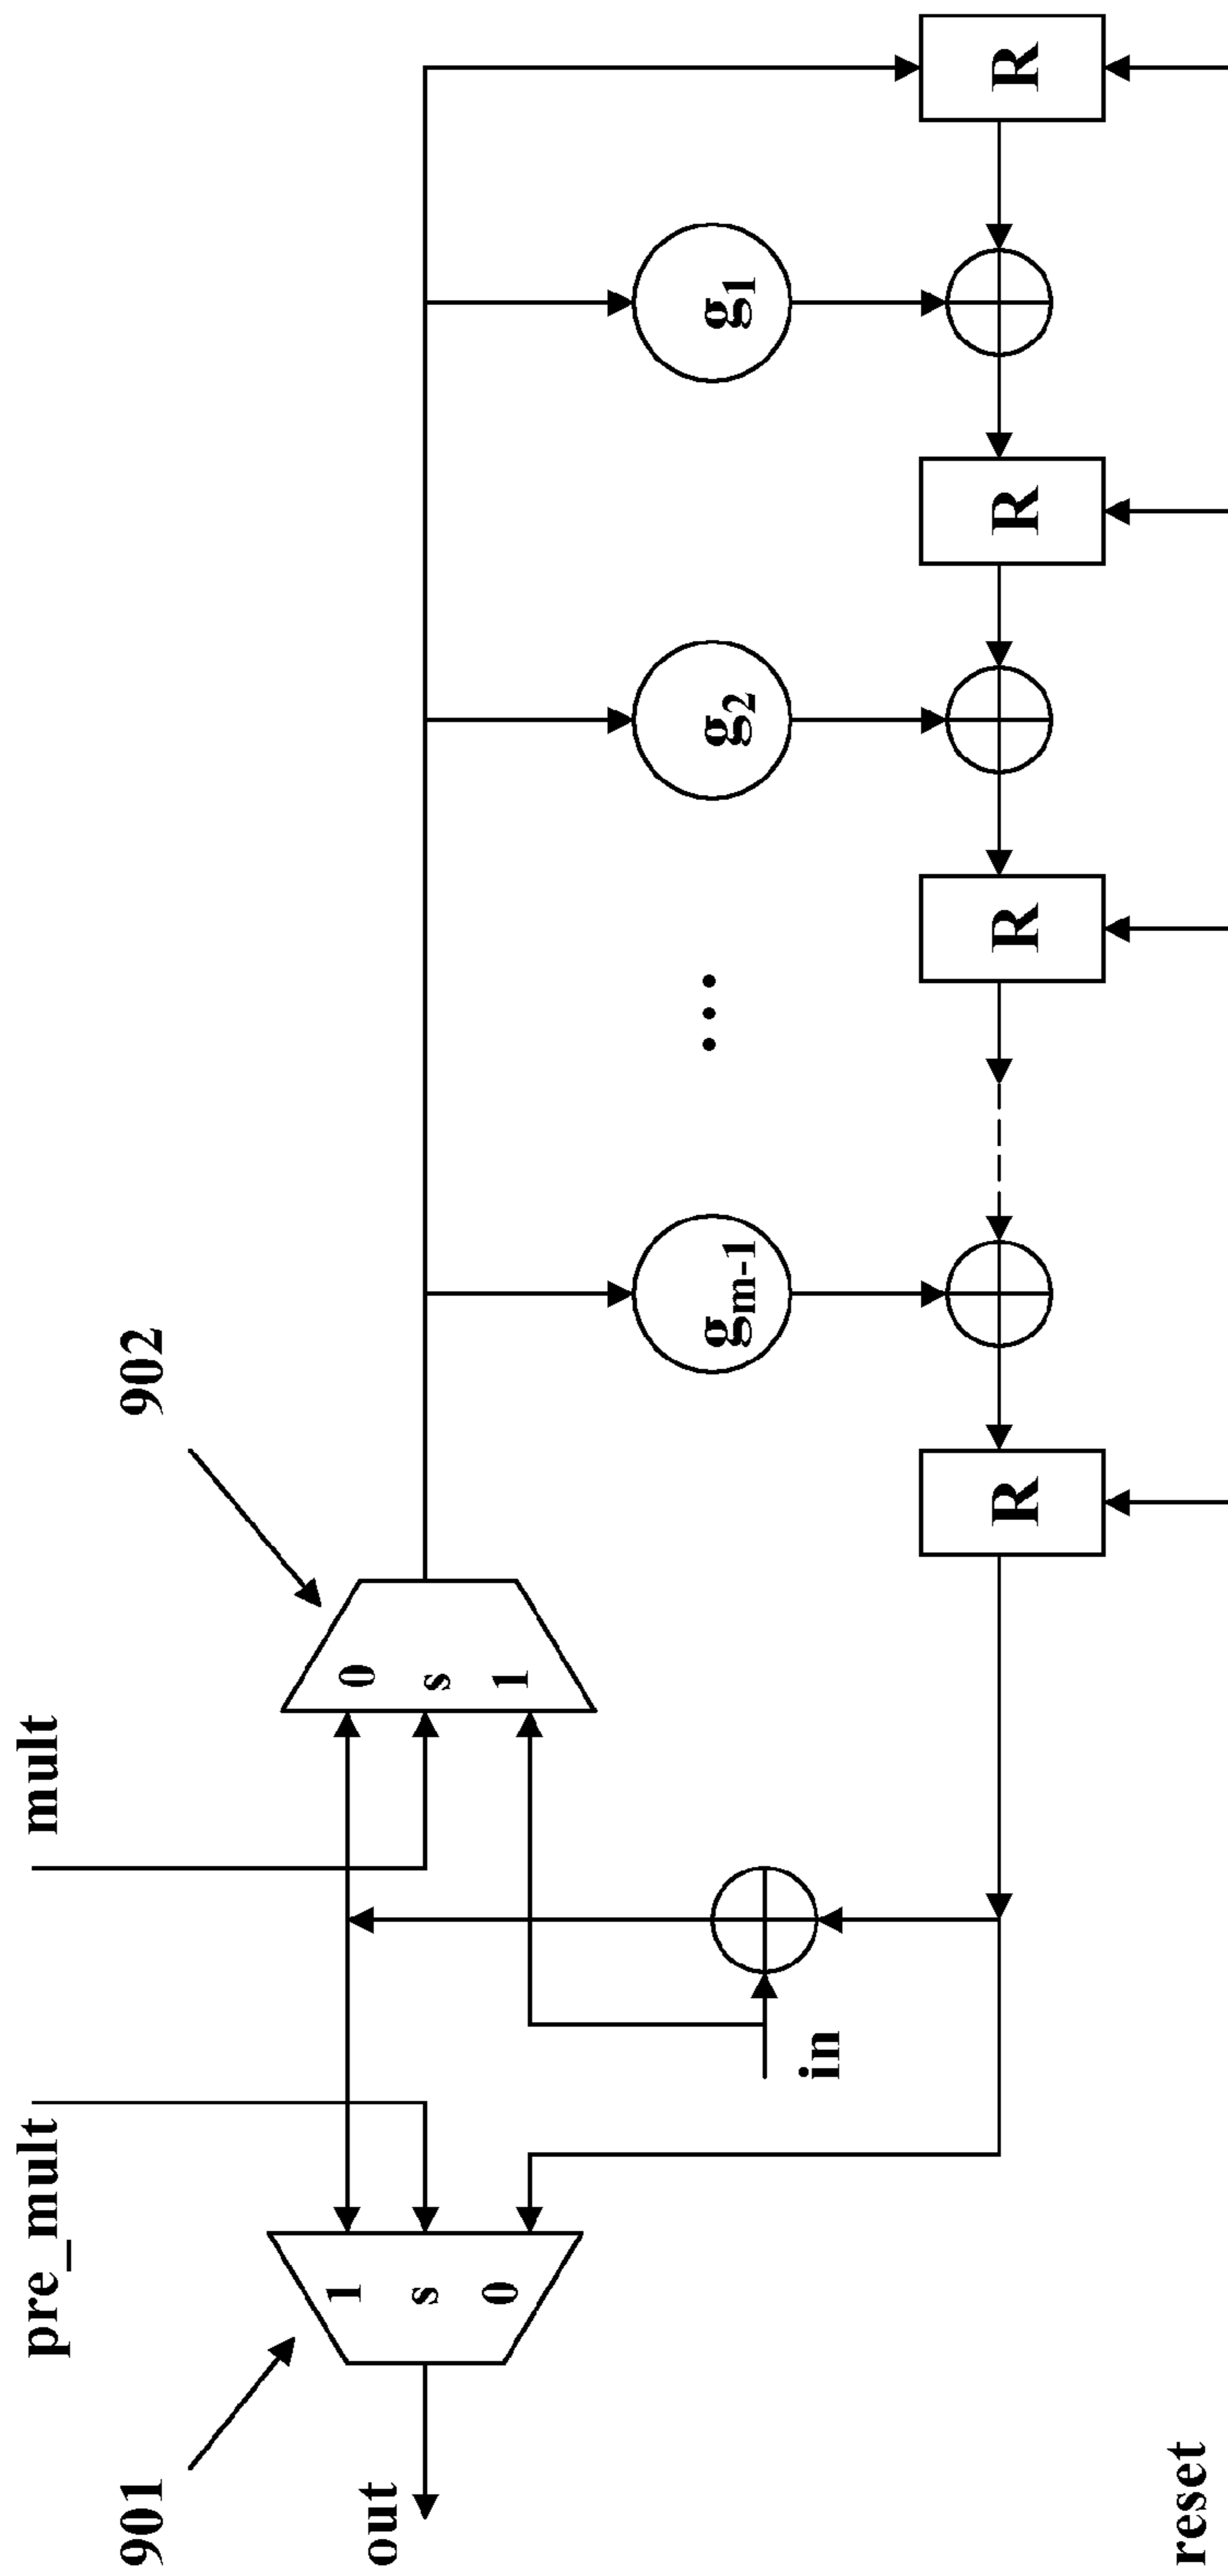 pre_mult
mult
901
902
out
1
s
0
0
s
1
gm-1
...
g2
g1
in
R
R
R
R
reset